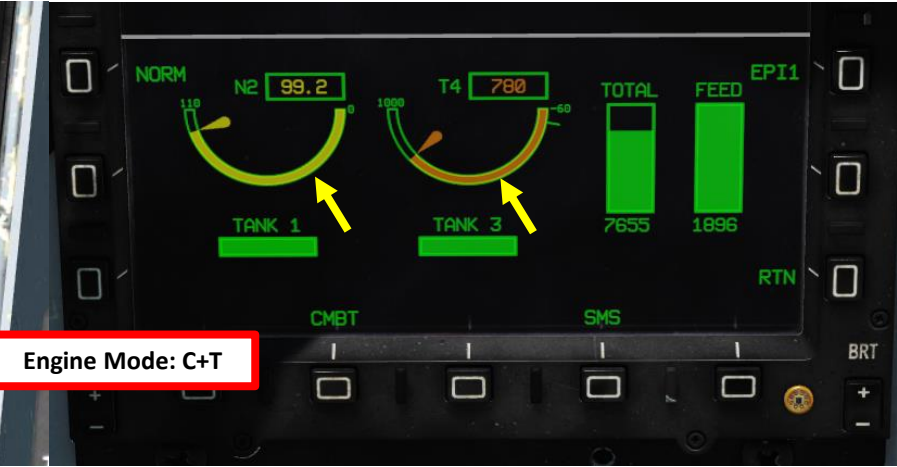 NORM
N2 99.2
T4 780
TOTAL
FEED
EPI1
110
0
1000
-60
TANK 1
TANK 3
7655
1896
RTN
CMBT
SMS
Engine Mode: C+T
BRT
+
-
+
-